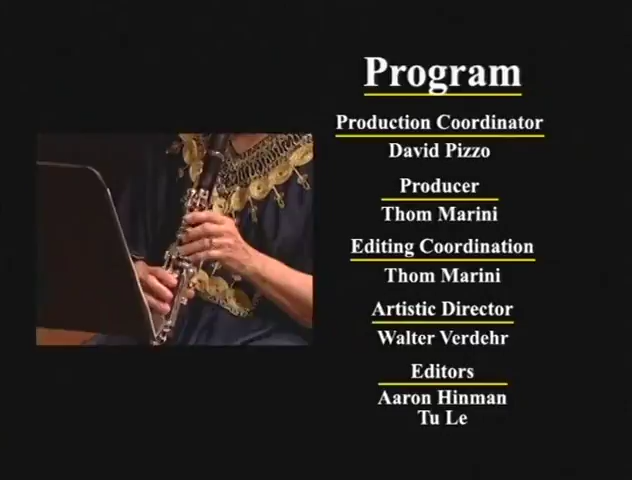 Program
Production Coordinator
David Pizzo
Producer
Thom Marini
Editing Coordination
Thom Marini
Artistic Director
Walter Verdehr
Editors
Aaron Hinman
Tu Le